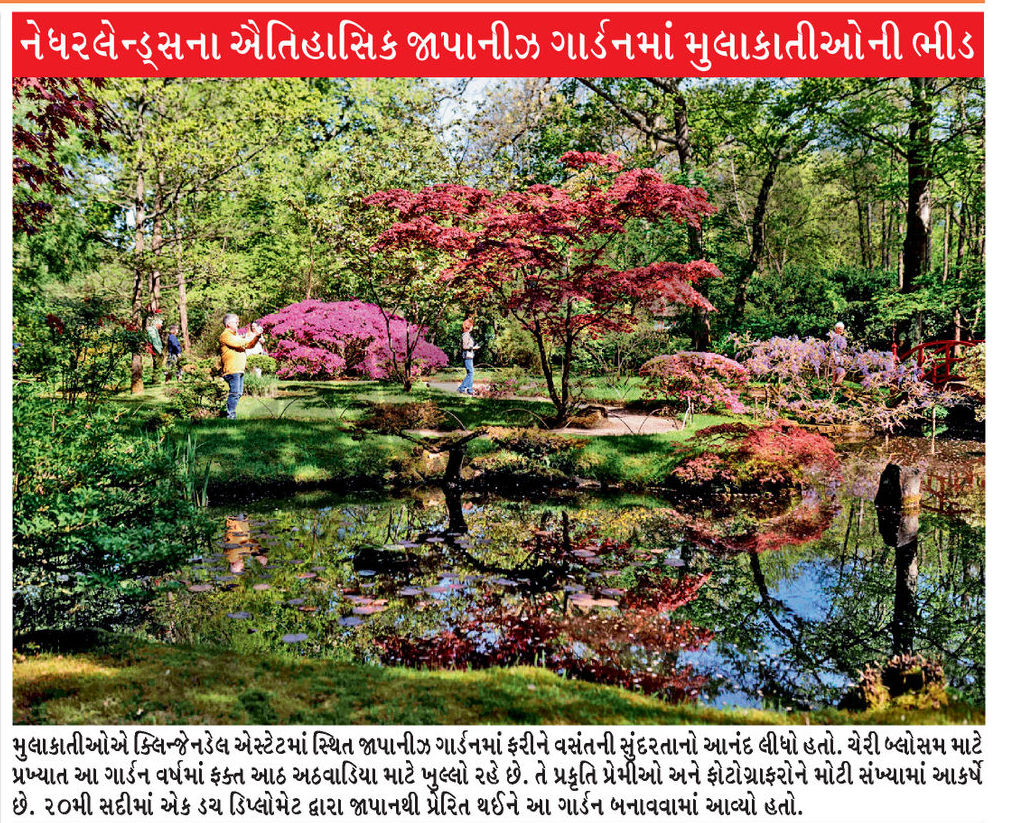 નેધરલેન્ડ્સના ઐતિહાસિક જાપાનીઝ ગાર્ડનમાં મુલાકાતીઓની ભીડ
મુલાકાતીઓએ ક્લિન્જેનડેલ એસ્ટેટમાં સ્થિત જાપાનીઝ ગાર્ડનમાં ફરીને વસંતની સુંદરતાનો આનંદ લીધો હતો. ચેરી બ્લોસમ માટે
પ્રખ્યાત આ ગાર્ડન વર્ષમાં ફક્ત આઠ અઠવાડિયા માટે ખુલ્લો રહે છે. તે પ્રકૃતિ પ્રેમીઓ અને ફોટોગ્રાફરોને મોટી સંખ્યામાં આકર્ષે
છે. ૨૦મી સદીમાં એક ડચ ડિપ્લોમેટ દ્વારા જાપાનથી પ્રેરિત થઈને આ ગાર્ડન બનાવવામાં આવ્યો હતો.